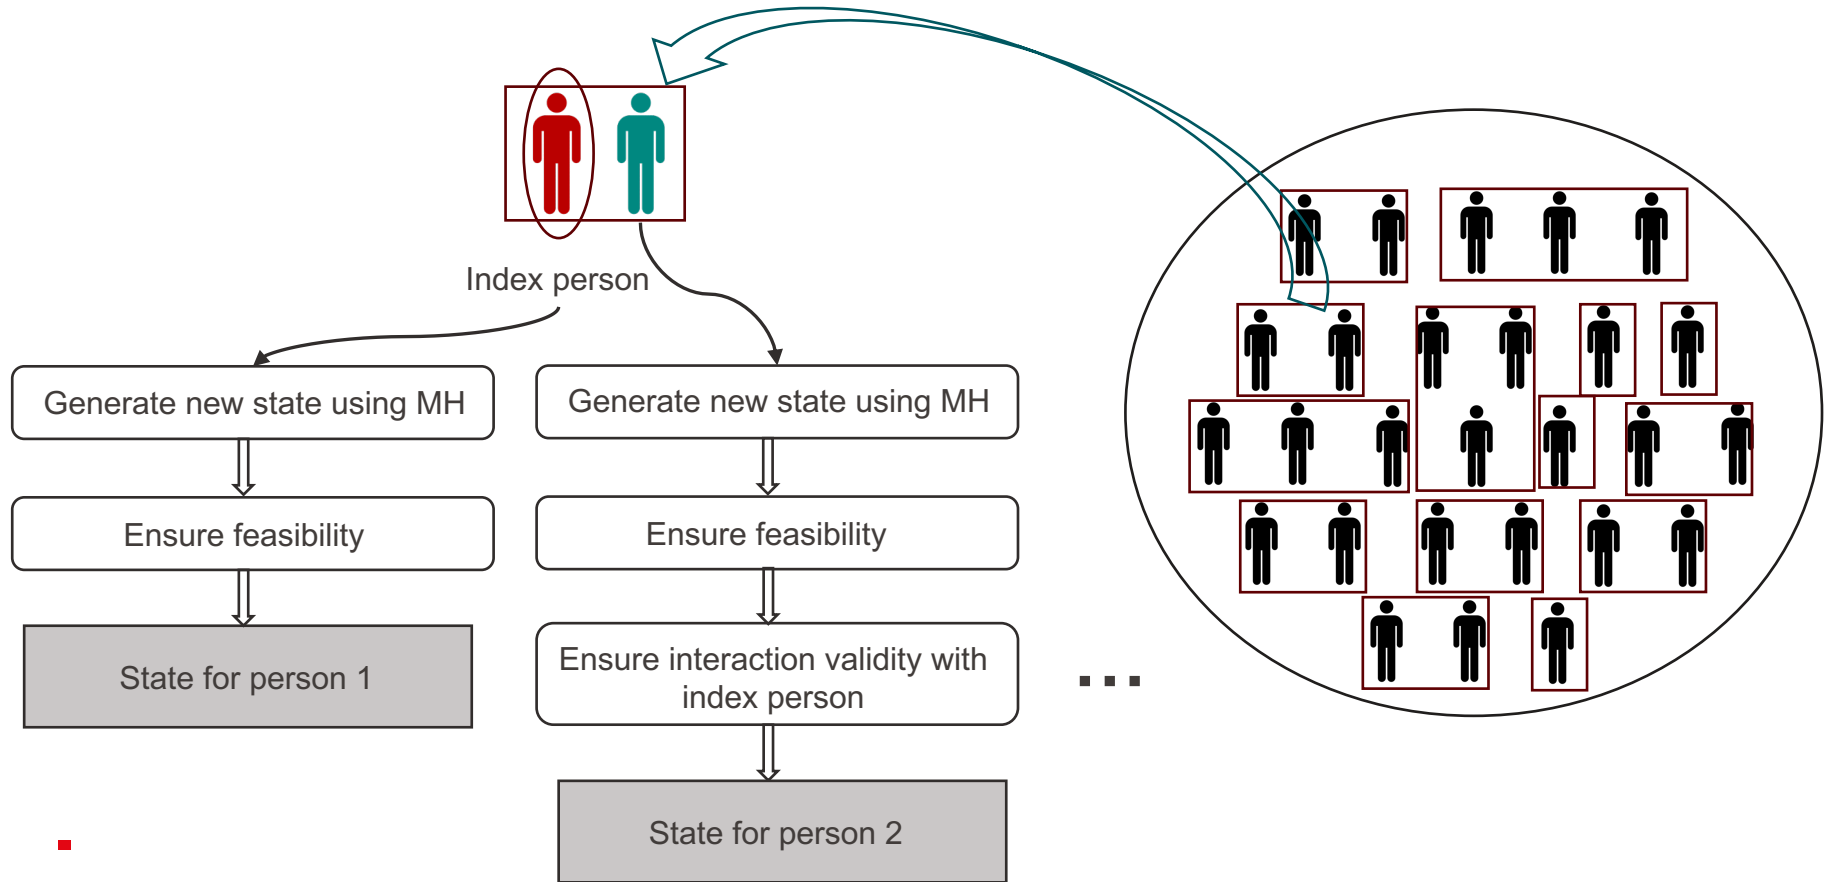 Index person
Generate new state using MH
Ensure feasibility
State for person 1
Generate new state using MH
Ensure feasibility
Ensure interaction validity with
index person
State for person 2
...